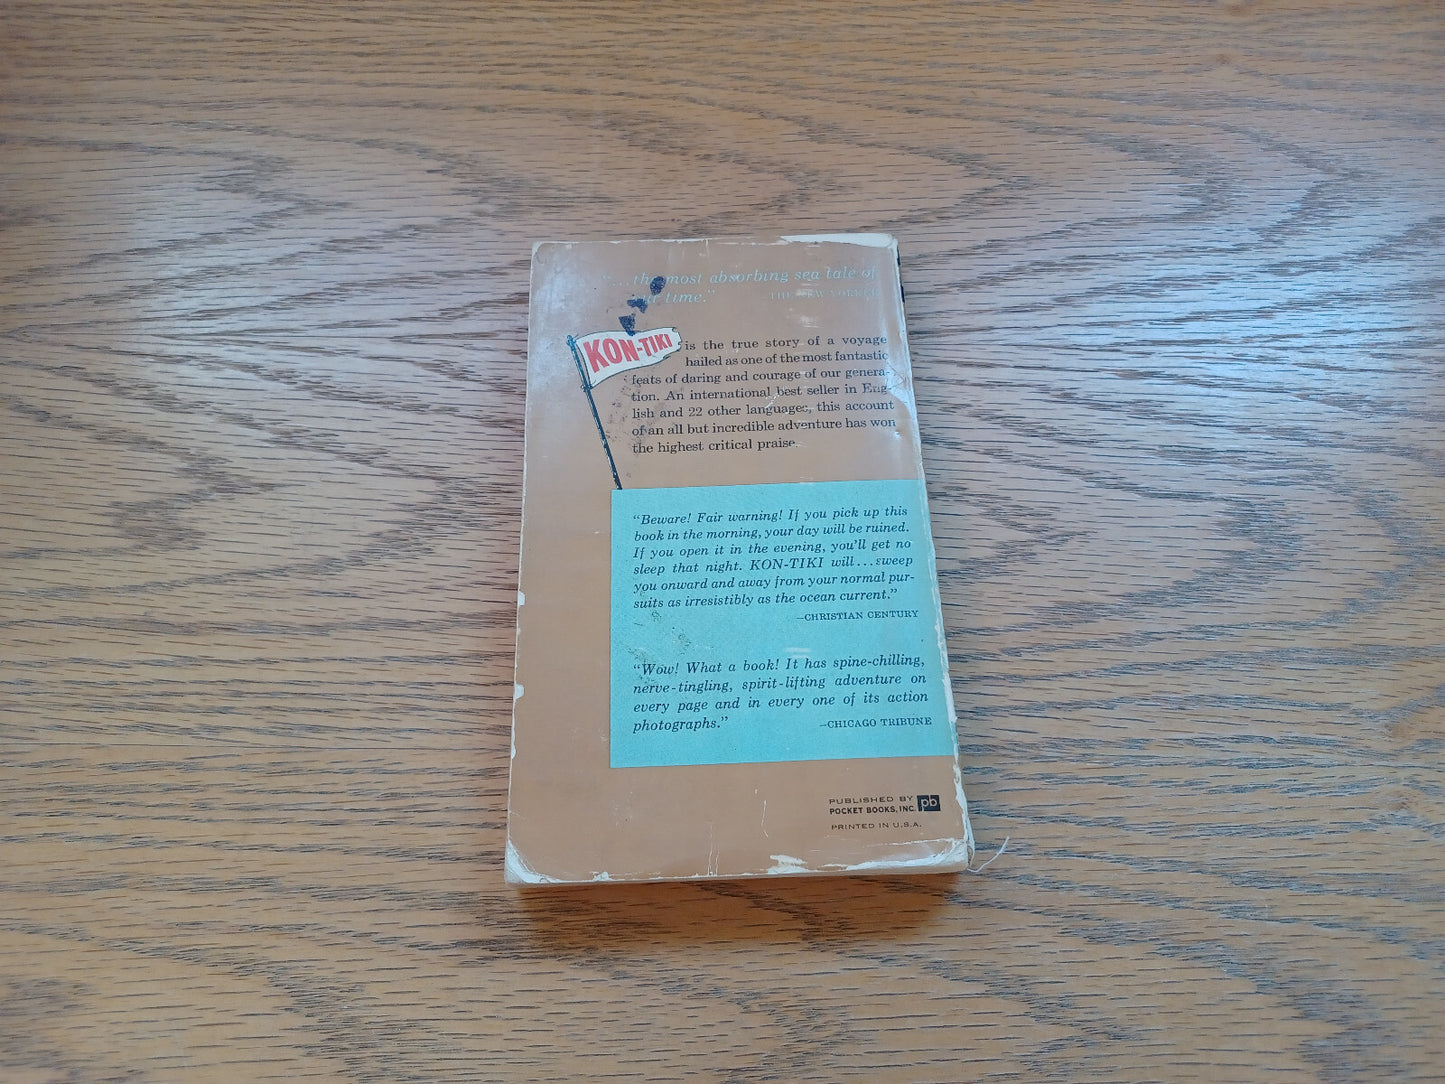 "...the most absorbing sea tale of
our time." THE NEW YORKER
KON-TIKI is the true story of a voyage
hailed as one of the most fantastic
feats of daring and courage of our genera-
tion. An international best seller in Eng-
lish and 22 other languages, this account
of an all but incredible adventure has won
the highest critical praise.
"Beware! Fair warning! If you pick up this
book in the morning, your day will be ruined.
If you open it in the evening, you'll get no
sleep that night. KON-TIKI will...sweep
you onward and away from your normal pur-
suits as irresistibly as the ocean current."
—CHRISTIAN CENTURY
"Wow! What a book! It has spine-chilling,
nerve-tingling, spirit-lifting adventure on
every page and in every one of its action
photographs." —CHICAGO TRIBUNE
PUBLISHED BY
POCKET BOOKS, INC. pb
PRINTED IN U.S.A.